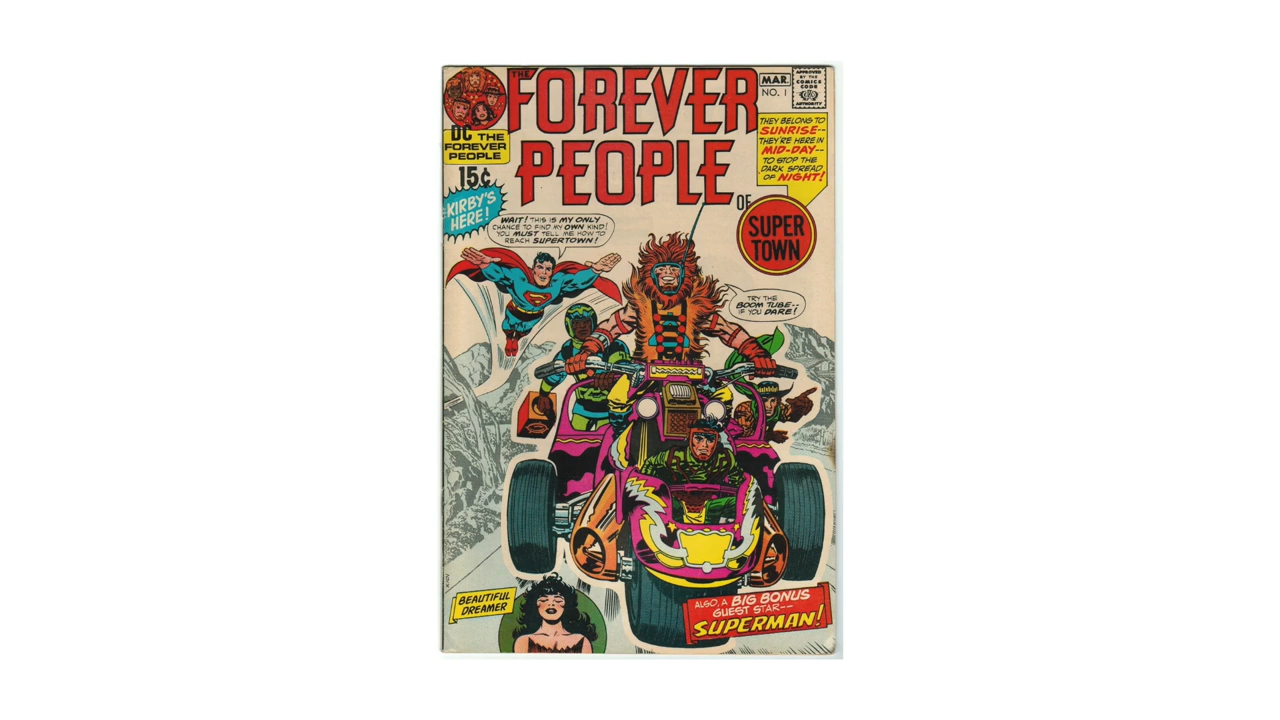 THE
FOREVER
PEOPLE
OF
SUPER
TOWN
MAR.
NO. 1
APPROVED
BY THE
COMICS
CODE
AUTHORITY
DC THE
FOREVER
PEOPLE
15¢
KIRBY'S
HERE!
THEY BELONG TO
SUNRISE--
THEY'RE HERE IN
MID-DAY--
TO STOP THE
DARK SPREAD
OF NIGHT!
WAIT! THIS IS MY ONLY
CHANCE TO FIND MY OWN KIND!
YOU MUST TELL ME HOW TO
REACH SUPERTOWN!
TRY THE
BOOM TUBE--
IF YOU DARE!
BEAUTIFUL
DREAMER
ALSO, A BIG BONUS
GUEST STAR--
SUPERMAN!